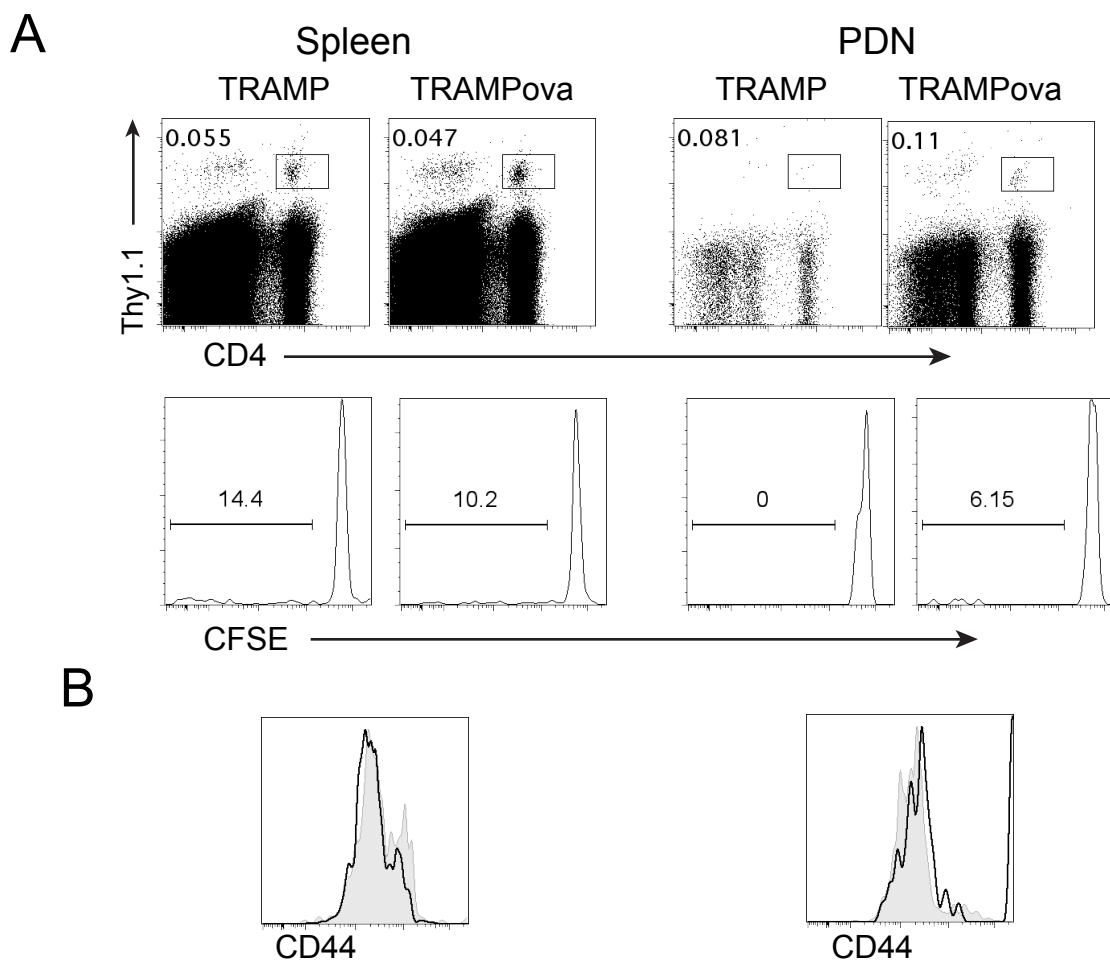 A
Spleen PDN
TRAMP TRAMPova TRAMP TRAMPova
0.055 0.047 0.081 0.11
Thy1.1
CD4
14.4 10.2 0 6.15
CFSE
B
CD44 CD44